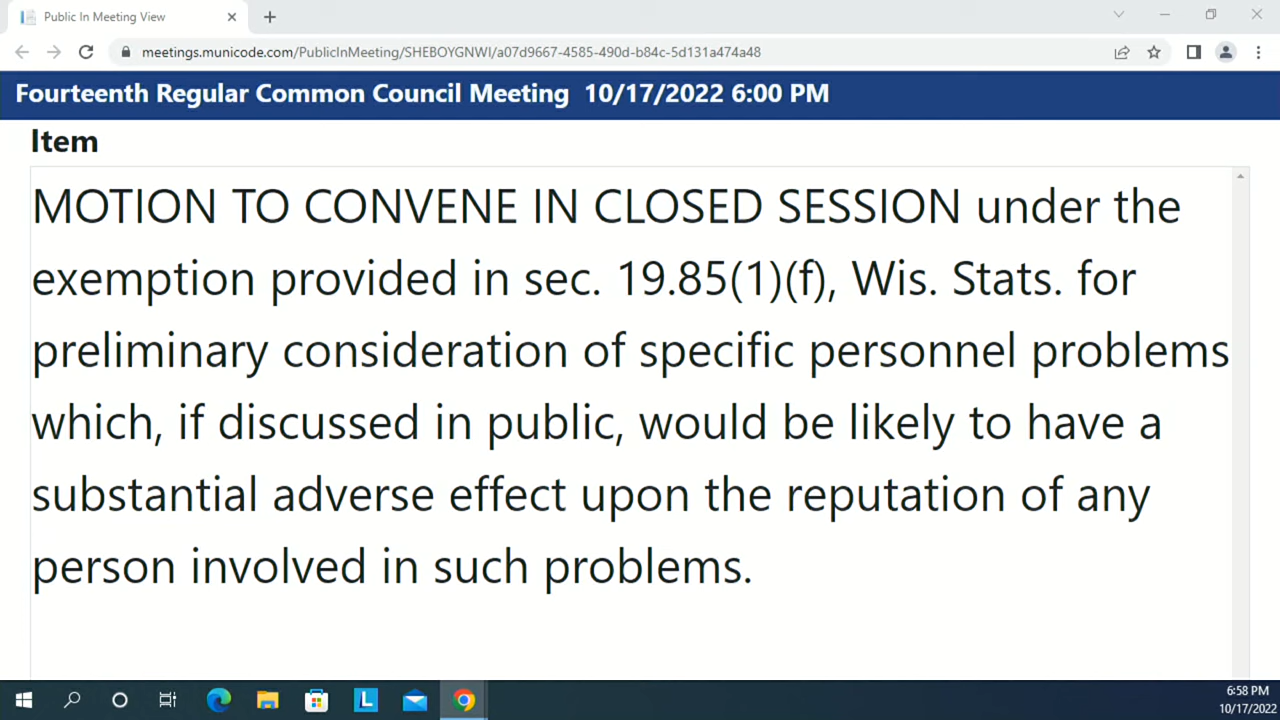 Public In Meeting View
meetings.municode.com/PublicInMeeting/SHEBOYGNWI/a07d9667-4585-490d-b84c-5d131a474a48
Fourteenth Regular Common Council Meeting 10/17/2022 6:00 PM
Item
MOTION TO CONVENE IN CLOSED SESSION under the
exemption provided in sec. 19.85(1)(f), Wis. Stats. for
preliminary consideration of specific personnel problems
which, if discussed in public, would be likely to have a
substantial adverse effect upon the reputation of any
person involved in such problems.
L
6:58 PM
10/17/2022